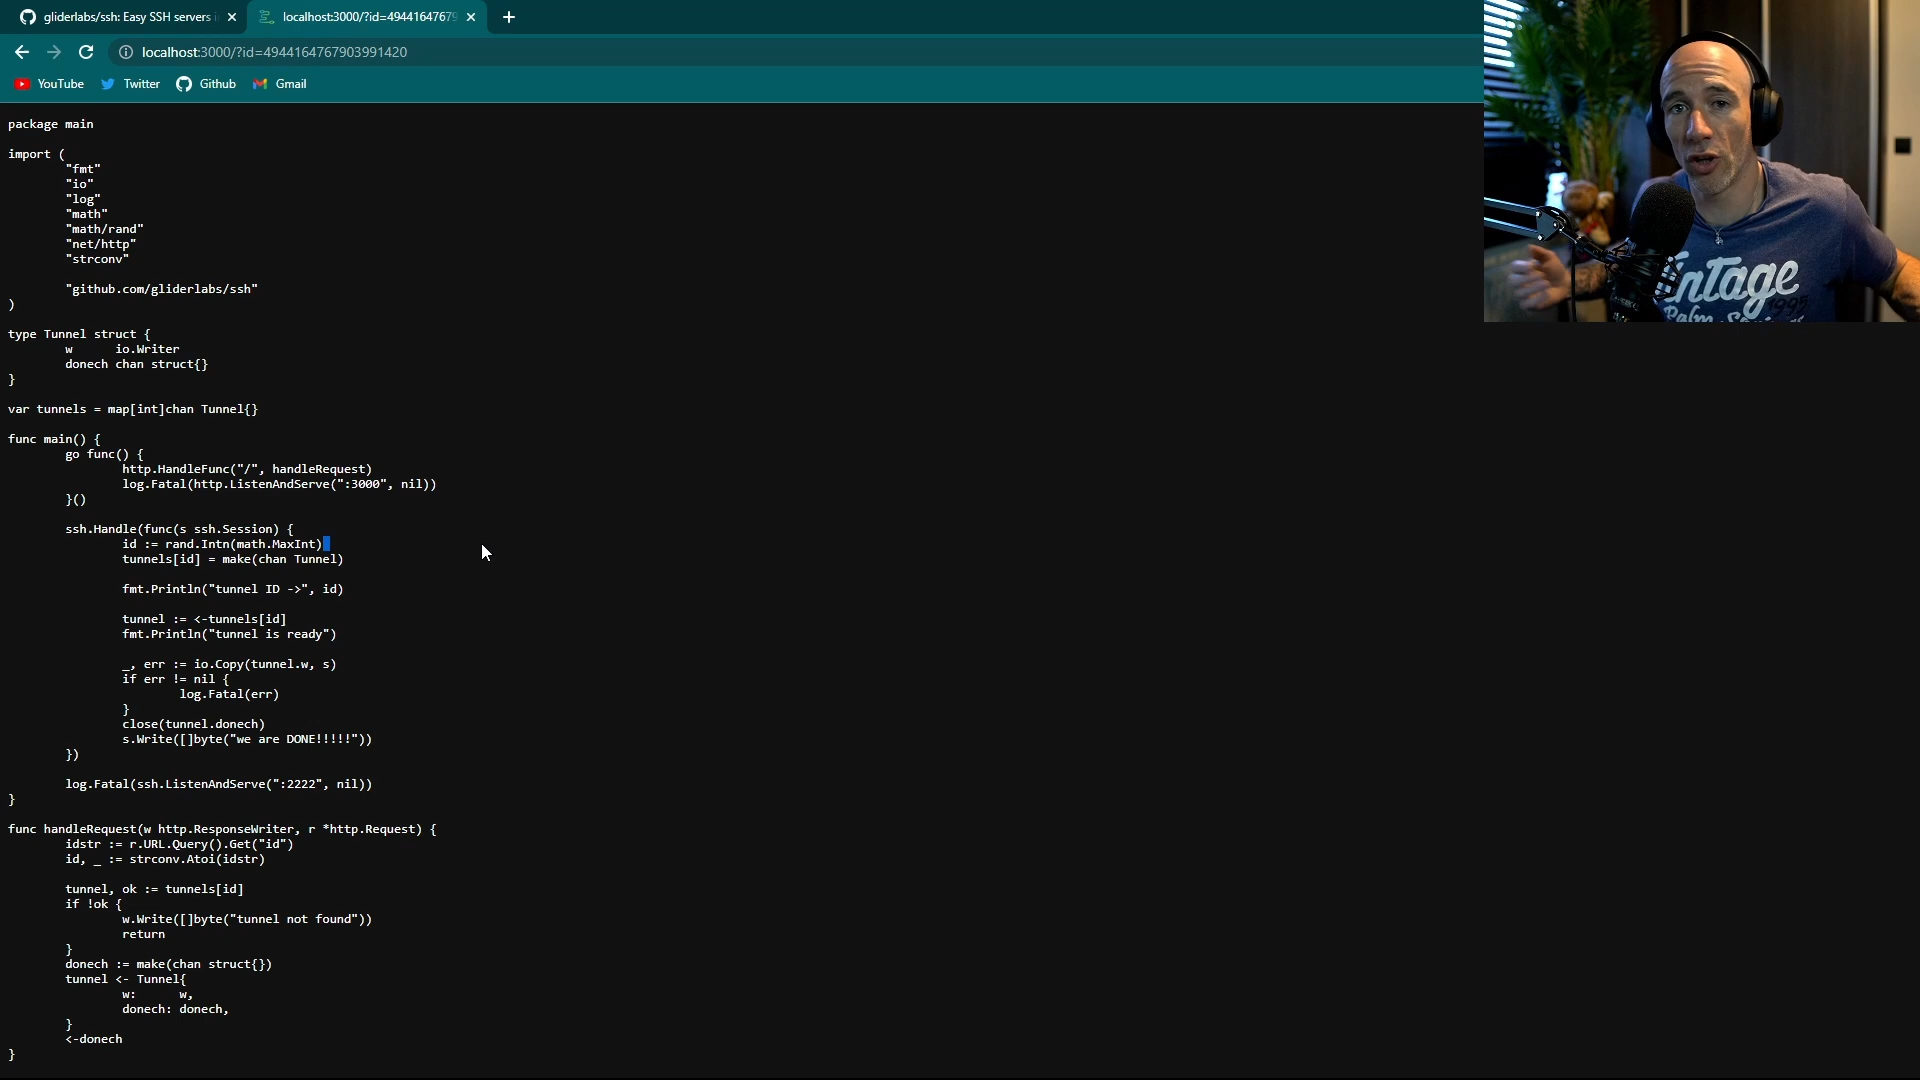 gliderlabs/ssh: Easy SSH servers i
localhost:3000/?id=49441647679
localhost:3000/?id=4944164767903991420
YouTube
Twitter
Github
Gmail
package main
import (
"fmt"
"io"
"log"
"math"
"math/rand"
"net/http"
"strconv"
"github.com/gliderlabs/ssh"
)
type Tunnel struct {
w io.Writer
donech chan struct{}
}
var tunnels = map[int]chan Tunnel{}
func main() {
go func() {
http.HandleFunc("/", handleRequest)
log.Fatal(http.ListenAndServe(":3000", nil))
}()
ssh.Handle(func(s ssh.Session) {
id := rand.Intn(math.MaxInt)
tunnels[id] = make(chan Tunnel)
fmt.Println("tunnel ID ->", id)
tunnel := <-tunnels[id]
fmt.Println("tunnel is ready")
_, err := io.Copy(tunnel.w, s)
if err != nil {
log.Fatal(err)
}
close(tunnel.donech)
s.Write([]byte("we are DONE!!!!!"))
})
log.Fatal(ssh.ListenAndServe(":2222", nil))
}
func handleRequest(w http.ResponseWriter, r *http.Request) {
idstr := r.URL.Query().Get("id")
id, _ := strconv.Atoi(idstr)
tunnel, ok := tunnels[id]
if !ok {
w.Write([]byte("tunnel not found"))
return
}
donech := make(chan struct{})
tunnel <- Tunnel{
w: w,
donech: donech,
}
<-donech
}
ntage
1995
Palm